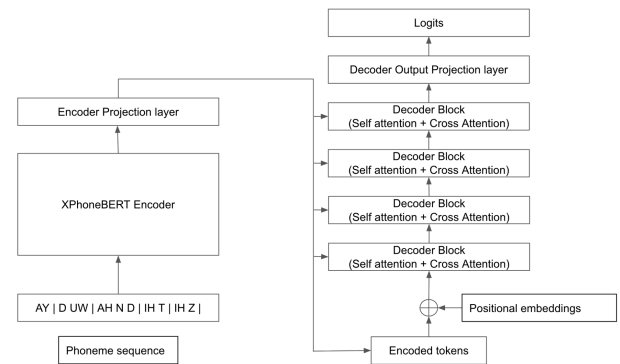 Logits
Decoder Output Projection layer
Encoder Projection layer
Decoder Block
(Self attention + Cross Attention)
Decoder Block
(Self attention + Cross Attention)
XPhoneBERT Encoder
Decoder Block
(Self attention + Cross Attention)
Decoder Block
(Self attention + Cross Attention)
AY | D UW | AH N D | IH T | IH Z |
Positional embeddings
Phoneme sequence
Encoded tokens